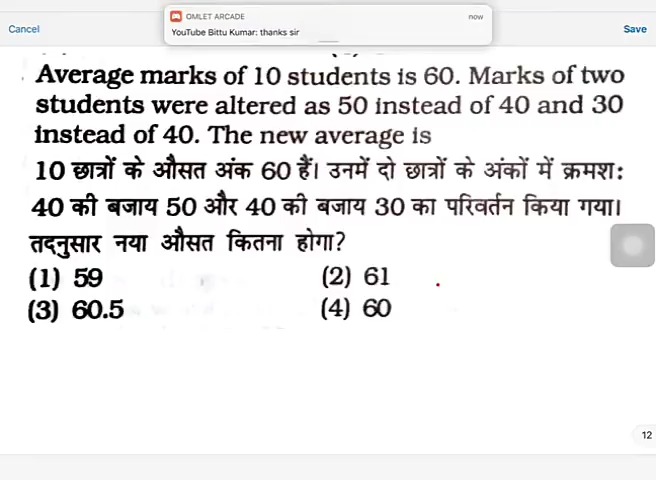 OMLET ARCADE now
Cancel YouTube Bittu Kumar: thanks sir Save
Average marks of 10 students is 60. Marks of two
students were altered as 50 instead of 40 and 30
instead of 40. The new average is
10 छात्रों के औसत अंक 60 हैं। उनमें दो छात्रों के अंकों में क्रमश:
40 की बजाय 50 और 40 की बजाय 30 का परिवर्तन किया गया।
तद्नुसार नया औसत कितना होगा?
(1) 59 (2) 61
(3) 60.5 (4) 60
12